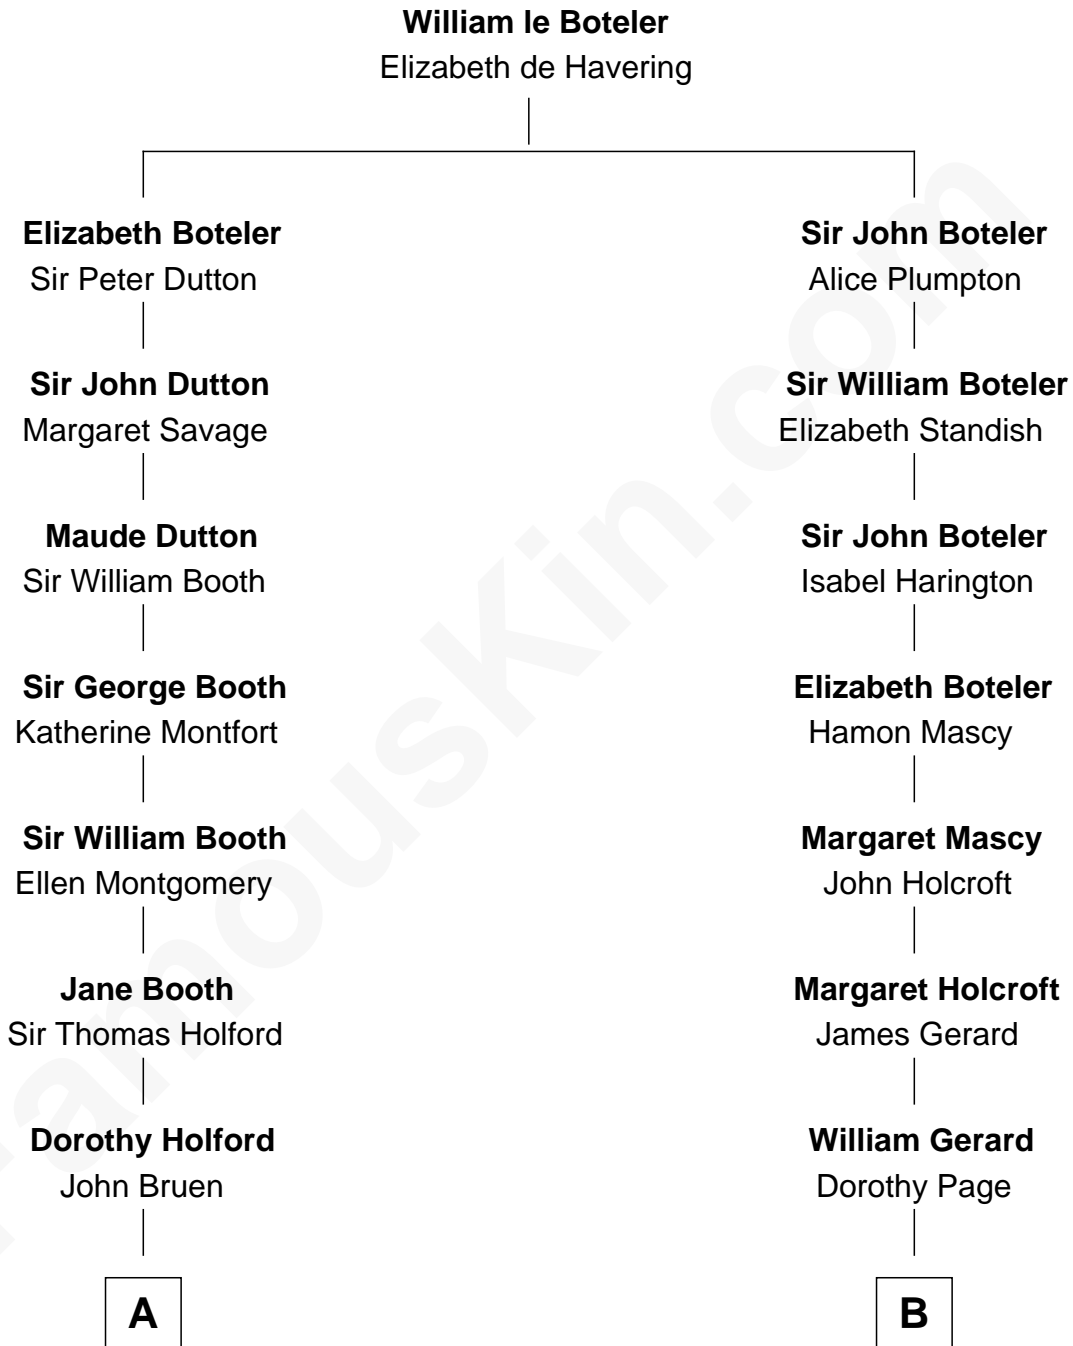 William le Boteler
Elizabeth de Havering
Elizabeth Boteler
Sir Peter Dutton
Sir John Boteler
Alice Plumpton
Sir John Dutton
Margaret Savage
Sir William Boteler
Elizabeth Standish
Maude Dutton
Sir William Booth
Sir John Boteler
Isabel Harington
Sir George Booth
Katherine Montfort
Elizabeth Boteler
Hamon Mascy
Sir William Booth
Ellen Montgomery
Margaret Mascy
John Holcroft
Jane Booth
Sir Thomas Holford
Margaret Holcroft
James Gerard
Dorothy Holford
John Bruen
William Gerard
Dorothy Page
A
B
FamousKin.com